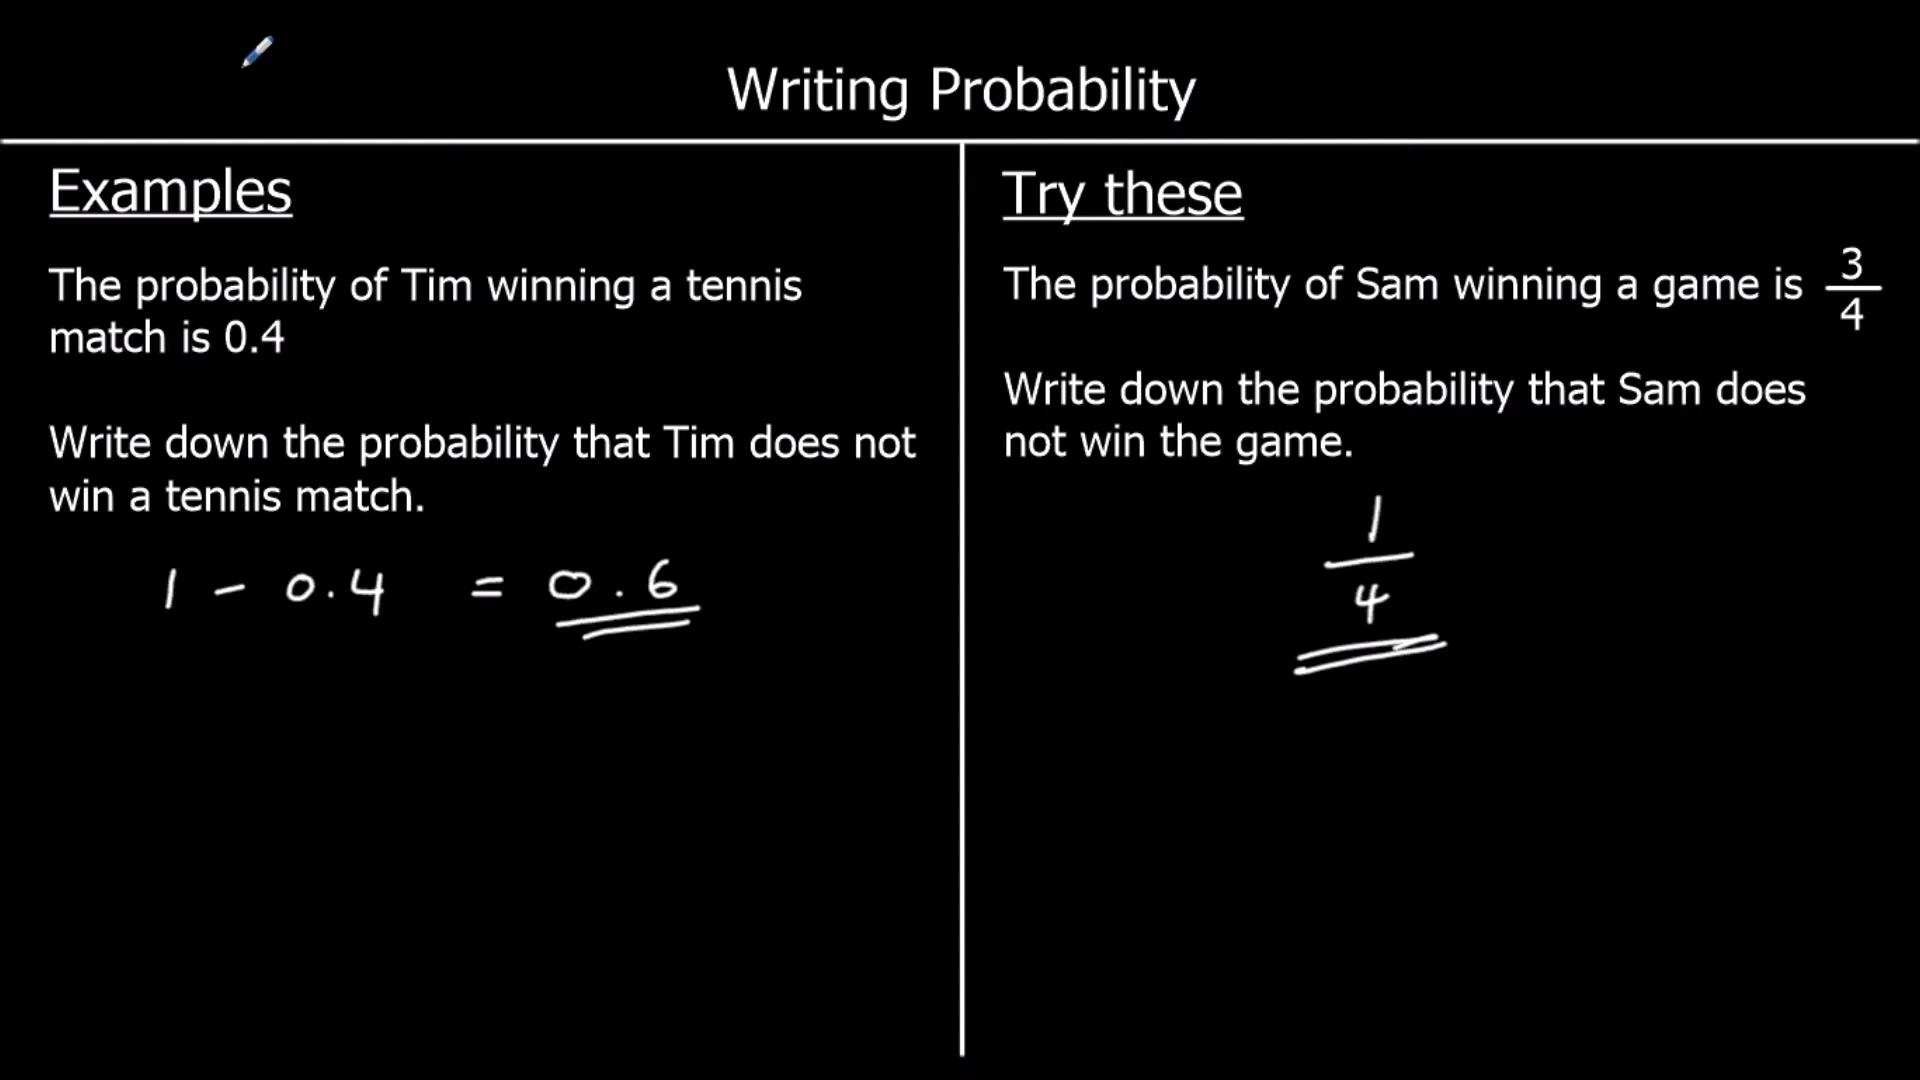 Writing Probability
Examples
The probability of Tim winning a tennis
match is 0.4
Write down the probability that Tim does not
win a tennis match.
1 - 0.4 = 0.6
Try these
The probability of Sam winning a game is 3/4
Write down the probability that Sam does
not win the game.
1
4